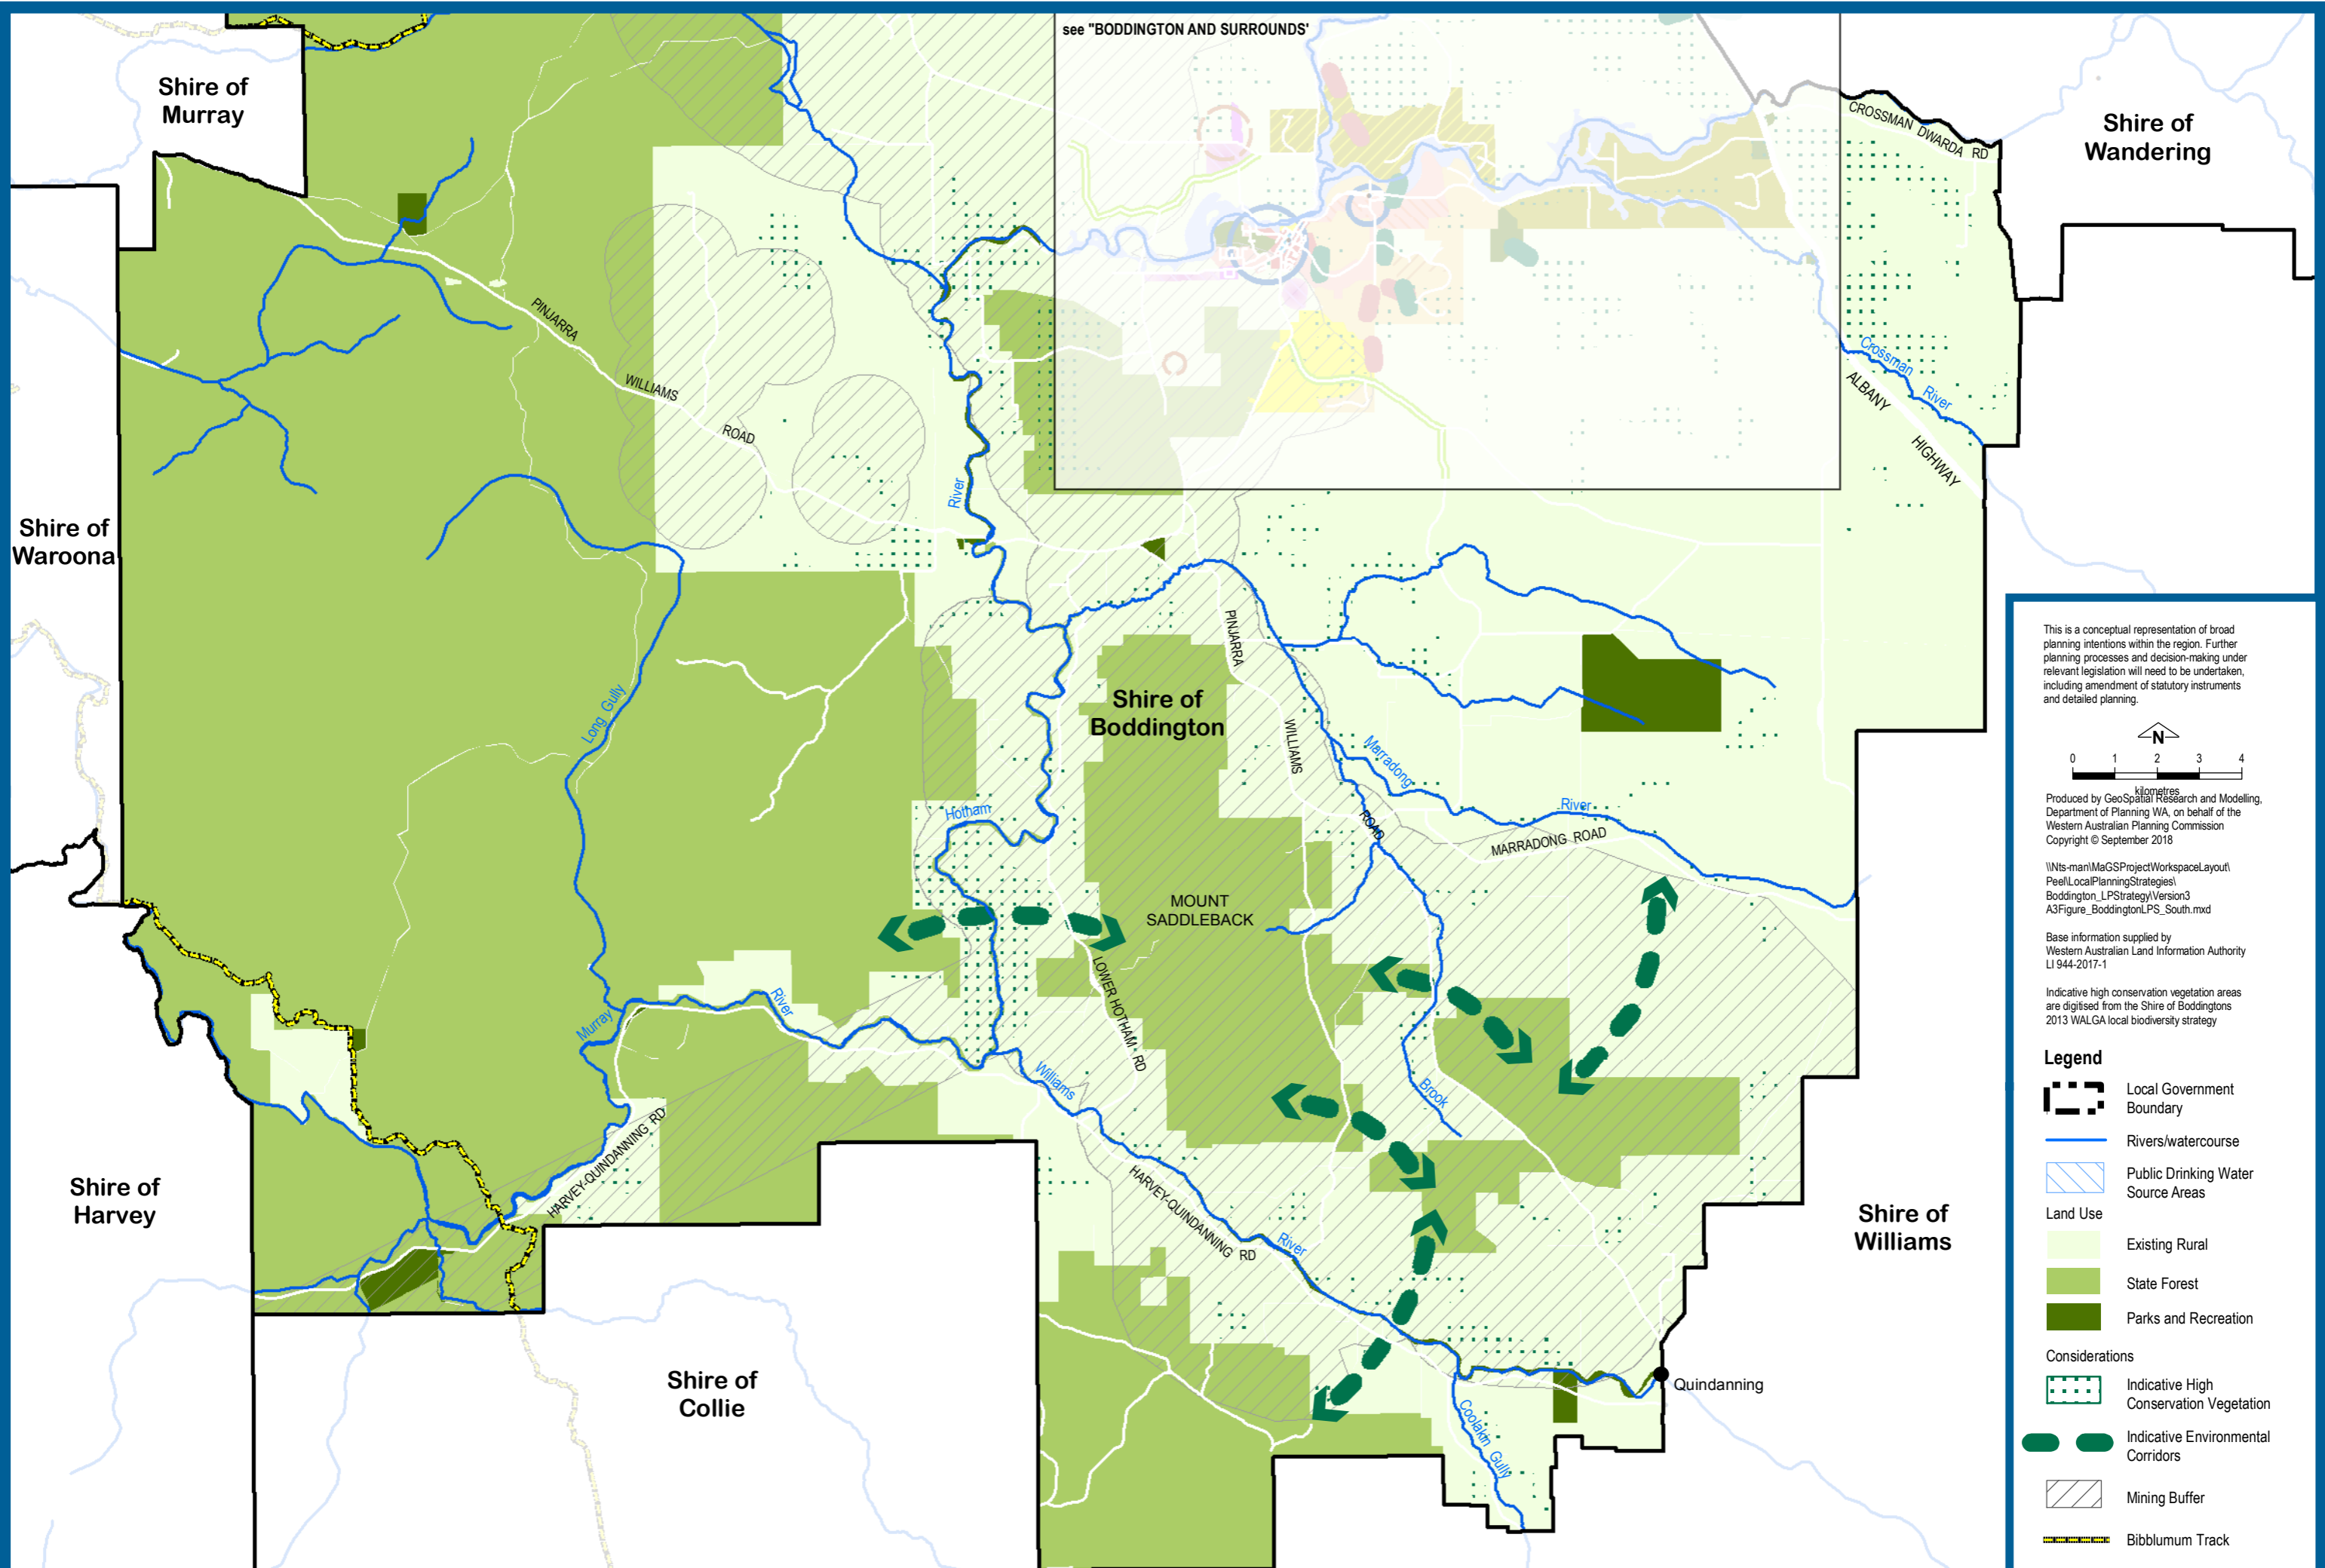 see "BODDINGTON AND SURROUNDS'
Shire of
Murray
CROSSMAN DWARDA RD
Shire of
Wandering
PINJARRA
WILLIAMS
ROAD
Crossman
River
ALBANY
HIGHWAY
River
Shire of
Waroona
PINJARRA
WILLIAMS
ROAD
Shire of
Boddington
Long Gully
Marradong
River
MARRADONG ROAD
Hotham
MOUNT
SADDLEBACK
LOWER HOTHAM RD
River
Murray
Williams
Brook
HARVEY-QUINDANNING RD
HARVEY-QUINDANNING RD
River
Shire of
Harvey
Shire of
Williams
Shire of
Collie
Quindanning
Coolakin Gully
This is a conceptual representation of broad
planning intentions within the region. Further
planning processes and decision-making under
relevant legislation will need to be undertaken,
including amendment of statutory instruments
and detailed planning.
N
0 1 2 3 4
kilometres
Produced by GeoSpatial Research and Modelling,
Department of Planning WA, on behalf of the
Western Australian Planning Commission
Copyright © September 2018
\\Nts-man\MaGSProjectWorkspaceLayout\
Peel\LocalPlanningStrategies\
Boddington_LPStrategy\Version3
A3Figure_BoddingtonLPS_South.mxd
Base information supplied by
Western Australian Land Information Authority
LI 944-2017-1
Indicative high conservation vegetation areas
are digitised from the Shire of Boddingtons
2013 WALGA local biodiversity strategy
Legend
Local Government
Boundary
Rivers/watercourse
Public Drinking Water
Source Areas
Land Use
Existing Rural
State Forest
Parks and Recreation
Considerations
Indicative High
Conservation Vegetation
Indicative Environmental
Corridors
Mining Buffer
Bibblumum Track